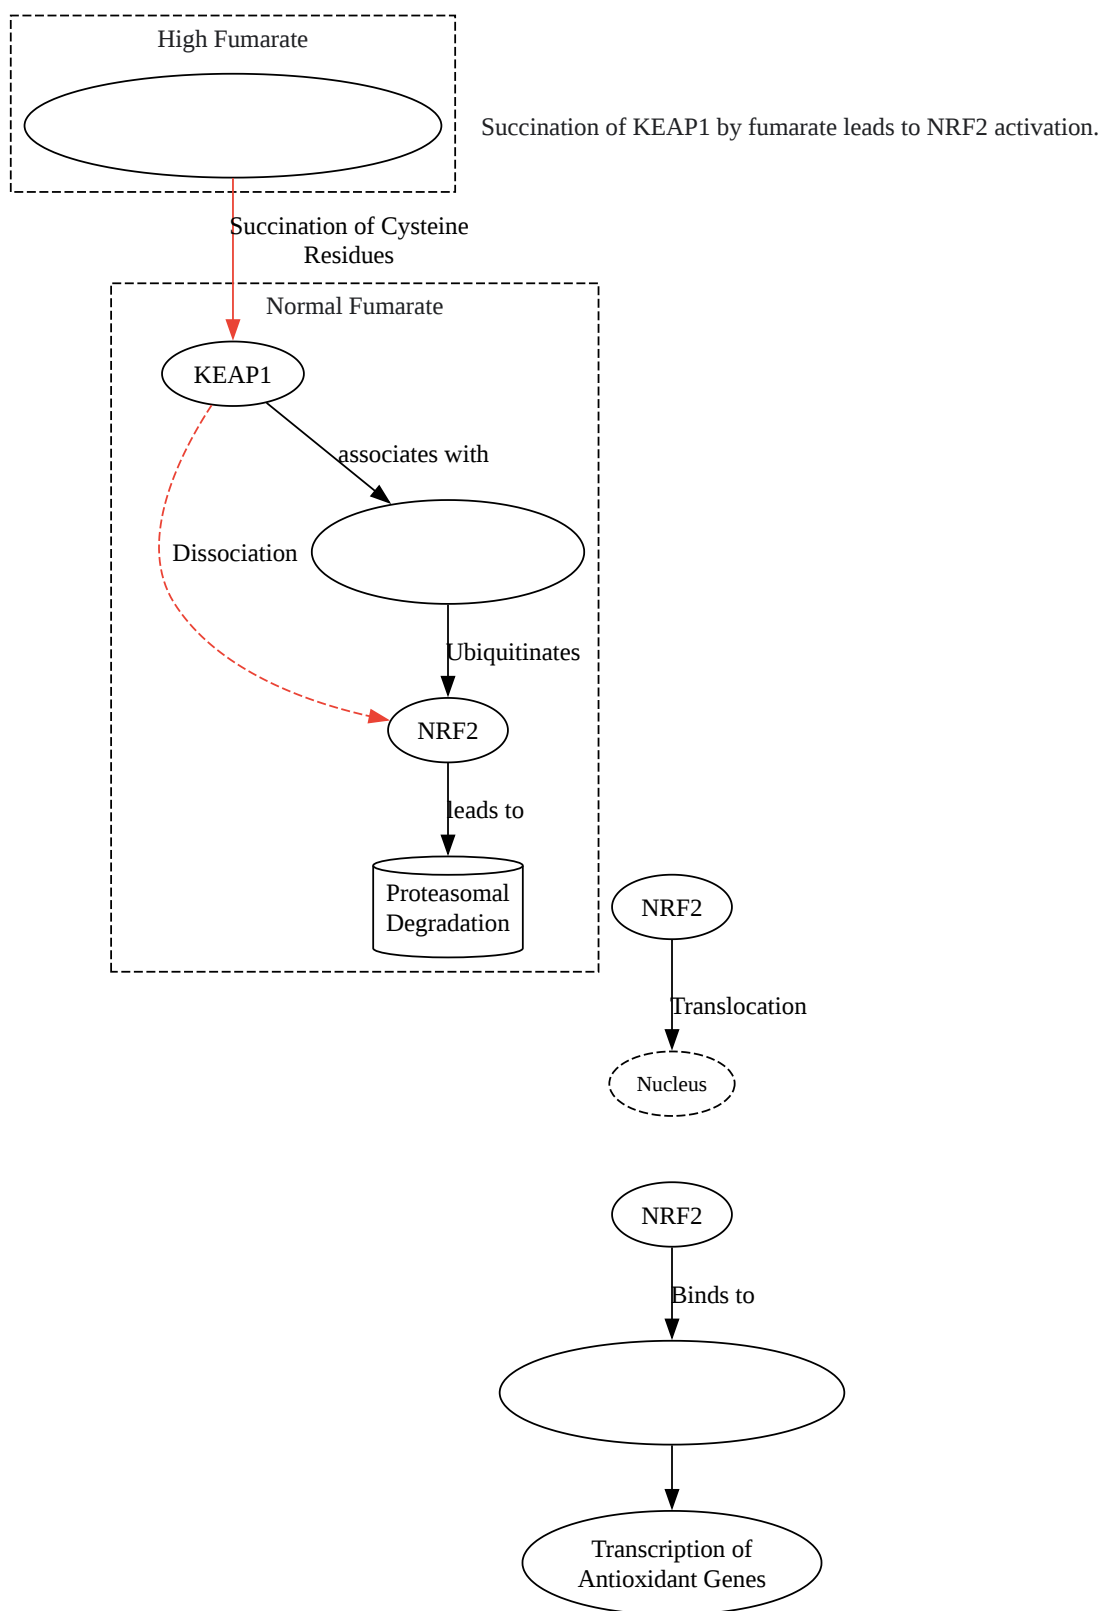 High Fumarate
Succination of KEAP1 by fumarate leads to NRF2 activation.
Succination of Cysteine
Residues
Normal Fumarate
KEAP1
associates with
Dissociation
Ubiquitinates
NRF2
leads to
Proteasomal
Degradation
NRF2
Translocation
Nucleus
NRF2
Binds to
Transcription of
Antioxidant Genes